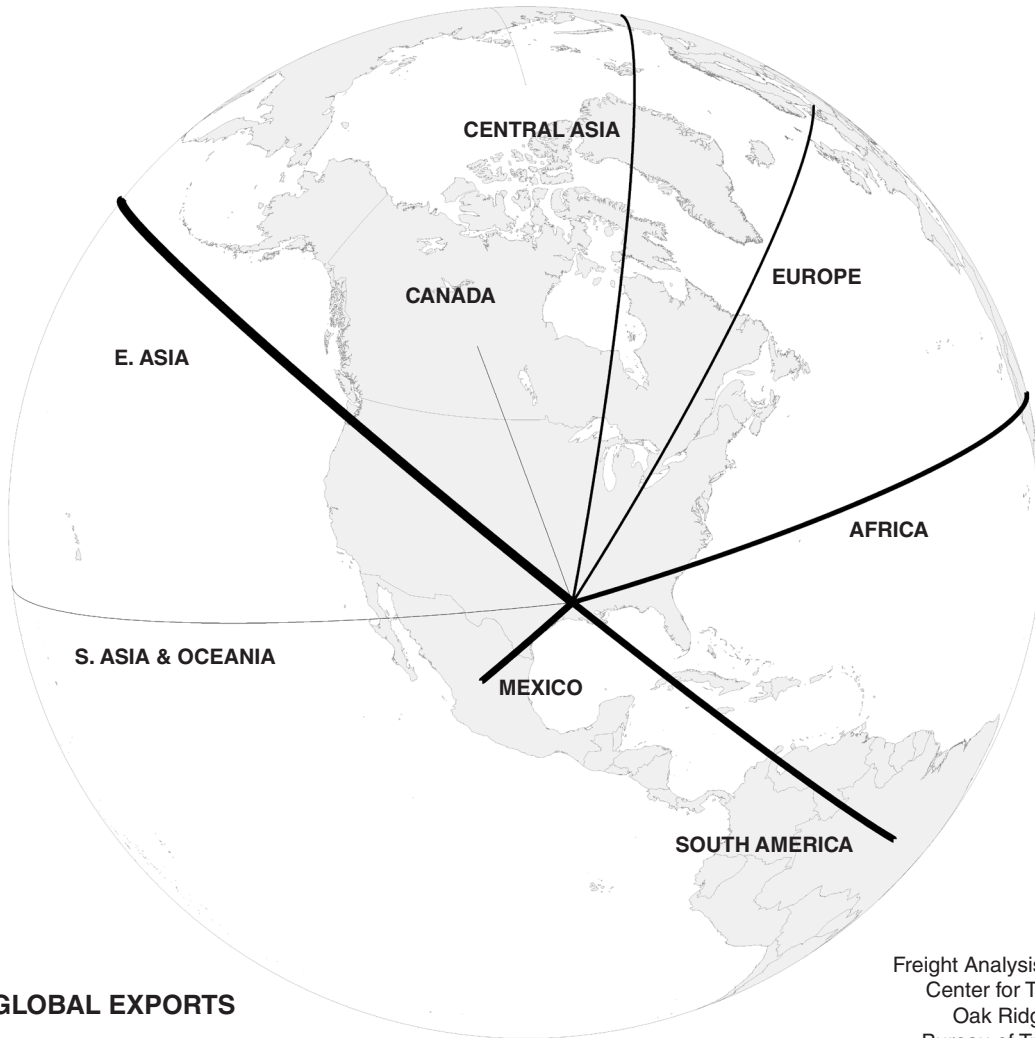 CENTRAL ASIA
EUROPE
CANADA
E. ASIA
AFRICA
S. ASIA & OCEANIA
MEXICO
SOUTH AMERICA
GLOBAL EXPORTS
Freight Analysis
Center for
Oak
Bureau of